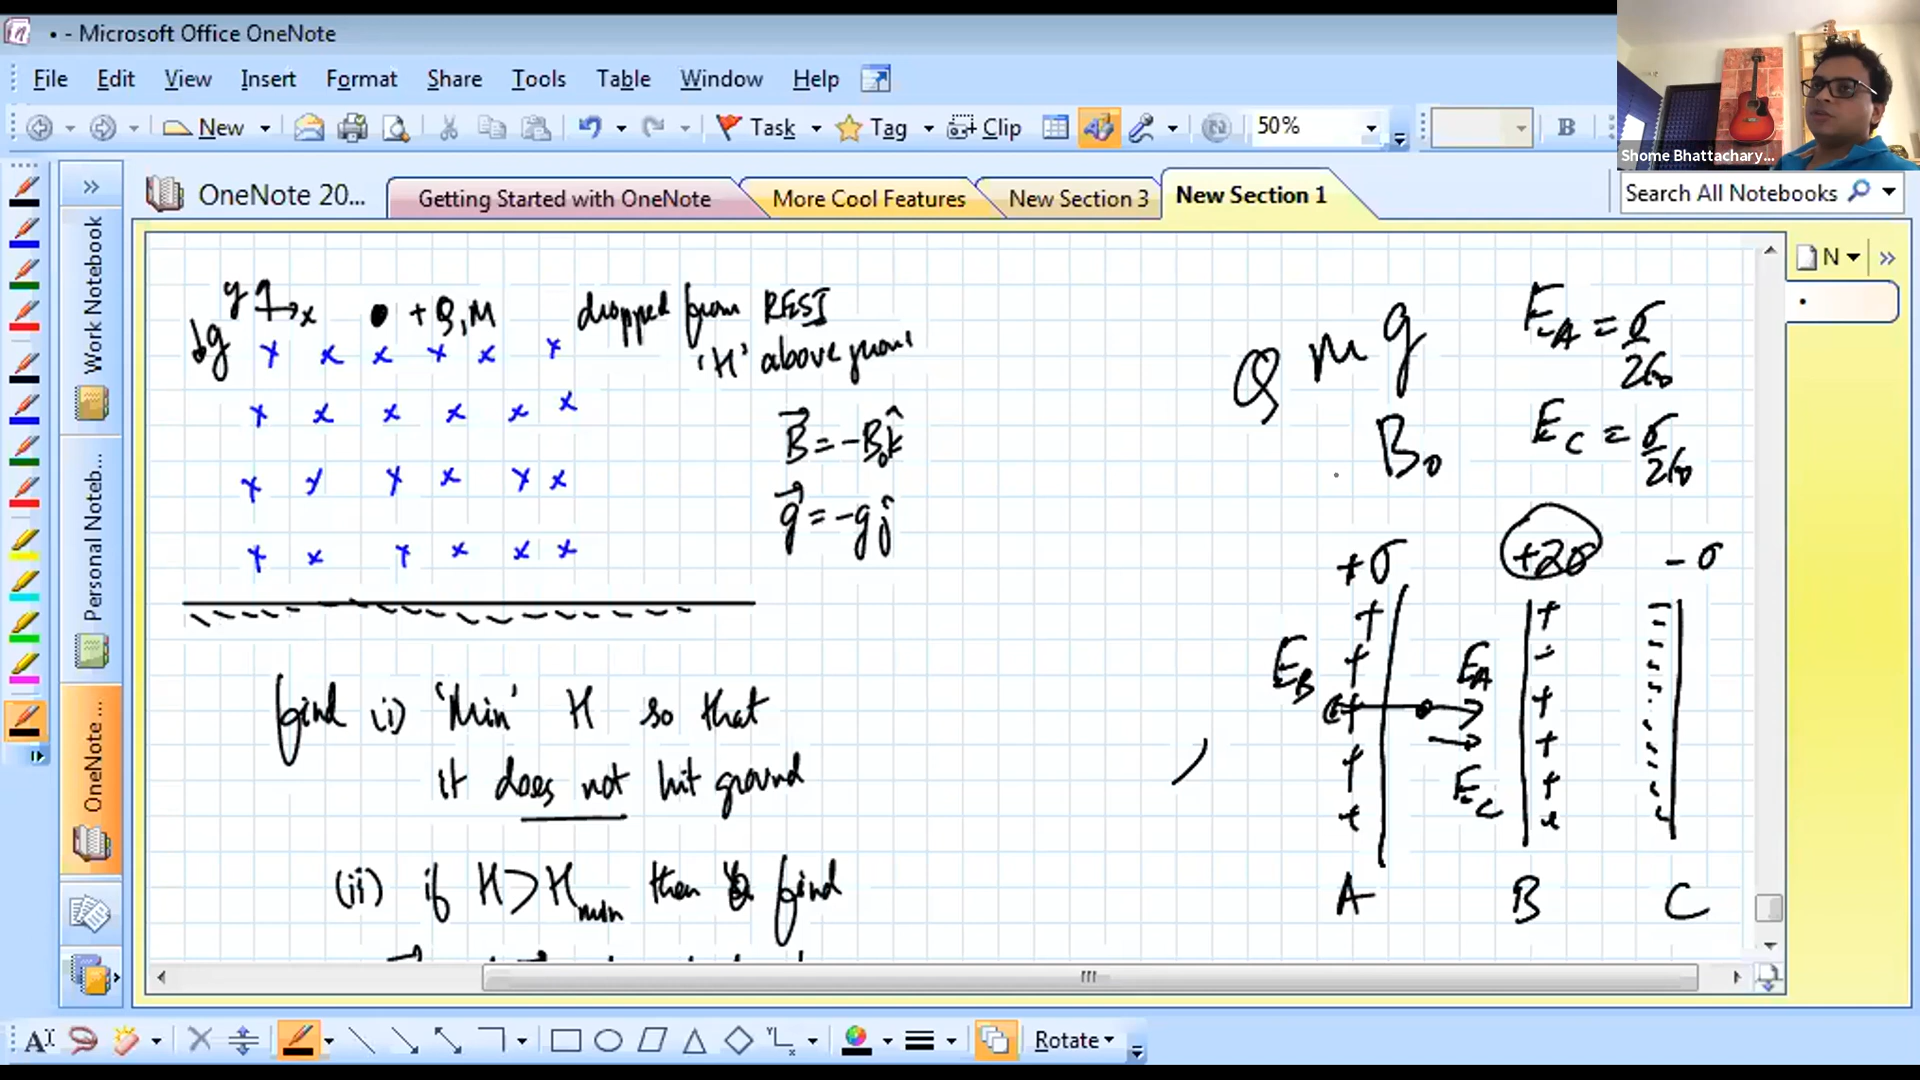 • - Microsoft Office OneNote
File Edit View Insert Format Share Tools Table Window Help
New Task Tag Clip 50% B
Shome Bhattachary...
OneNote 20... Getting Started with OneNote More Cool Features New Section 3 New Section 1
Search All Notebooks
N
Work Notebook
Personal Noteb...
OneNote ...
y x • + Q, M dropped from REST
↓g 'H' above
x x x x x x
x x x x x x
x x x x x x
x x x x x x
B⃗ = -B₀k̂
g⃗ = -gĵ
find (i) 'Min' H so that
it does not hit ground
(ii) if H > Hmin then find
Q m g
B₀
E_A = σ/2ε₀
E_C = σ/2ε₀
+σ +2σ -σ
E_B E_A
E_C
A B C
A Rotate